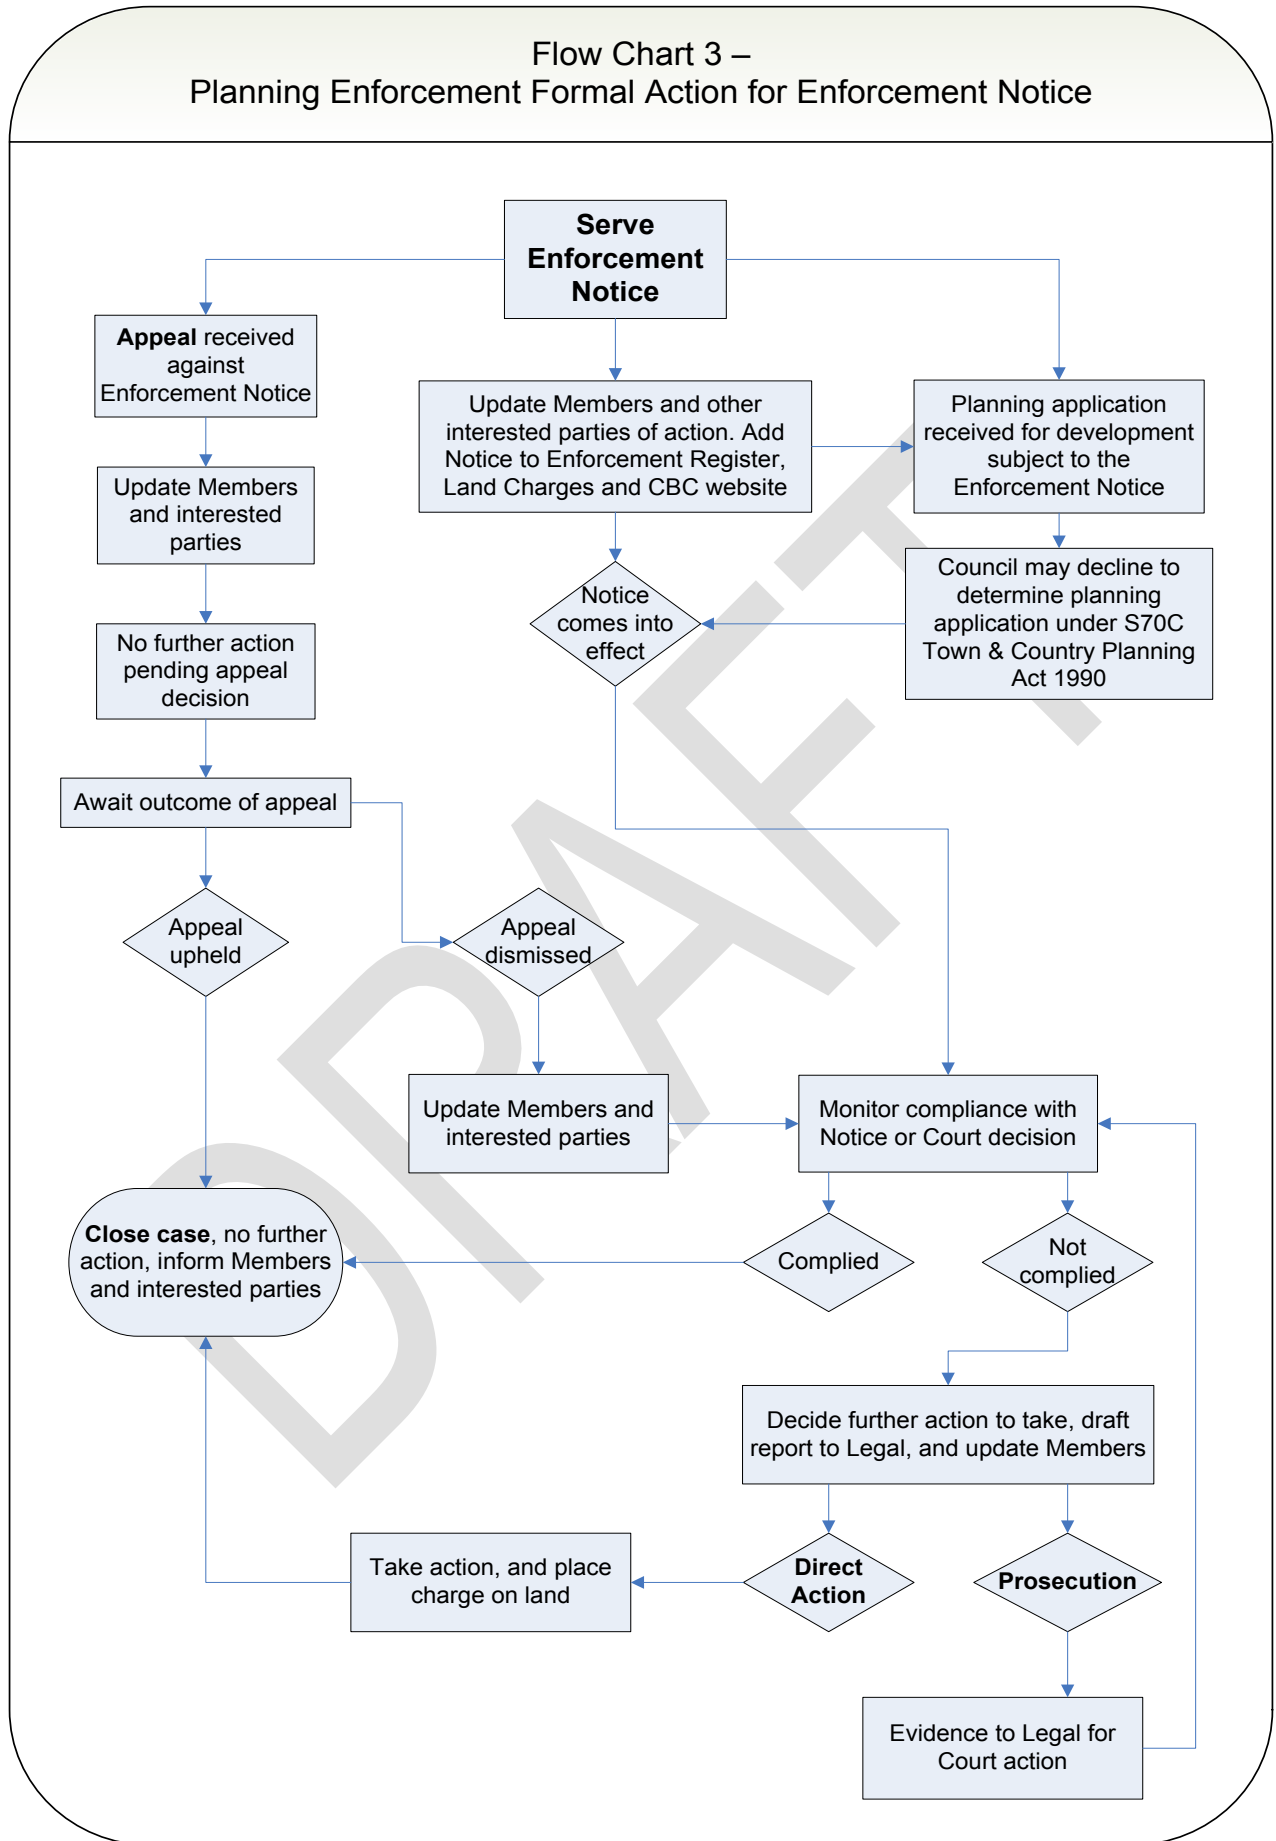 Flow Chart 3 –
Planning Enforcement Formal Action for Enforcement Notice
Serve
Enforcement
Notice
Appeal received
against
Enforcement Notice
Update Members and other
interested parties of action. Add
Notice to Enforcement Register,
Land Charges and CBC website
Planning application
received for development
subject to the
Enforcement Notice
Update Members
and interested
parties
Notice
comes into
effect
Council may decline to
determine planning
application under S70C
Town & Country Planning
Act 1990
No further action
pending appeal
decision
Await outcome of appeal
Appeal
upheld
Appeal
dismissed
Update Members and
interested parties
Monitor compliance with
Notice or Court decision
Close case, no further
action, inform Members
and interested parties
Complied
Not
complied
Decide further action to take, draft
report to Legal, and update Members
Take action, and place
charge on land
Direct
Action
Prosecution
Evidence to Legal for
Court action
DRAFT